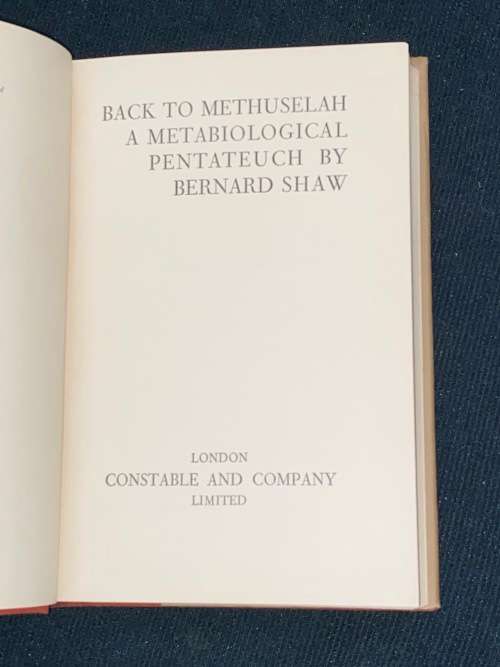 BACK TO METHUSELAH
A METABIOLOGICAL
PENTATEUCH BY
BERNARD SHAW
LONDON
CONSTABLE AND COMPANY
LIMITED